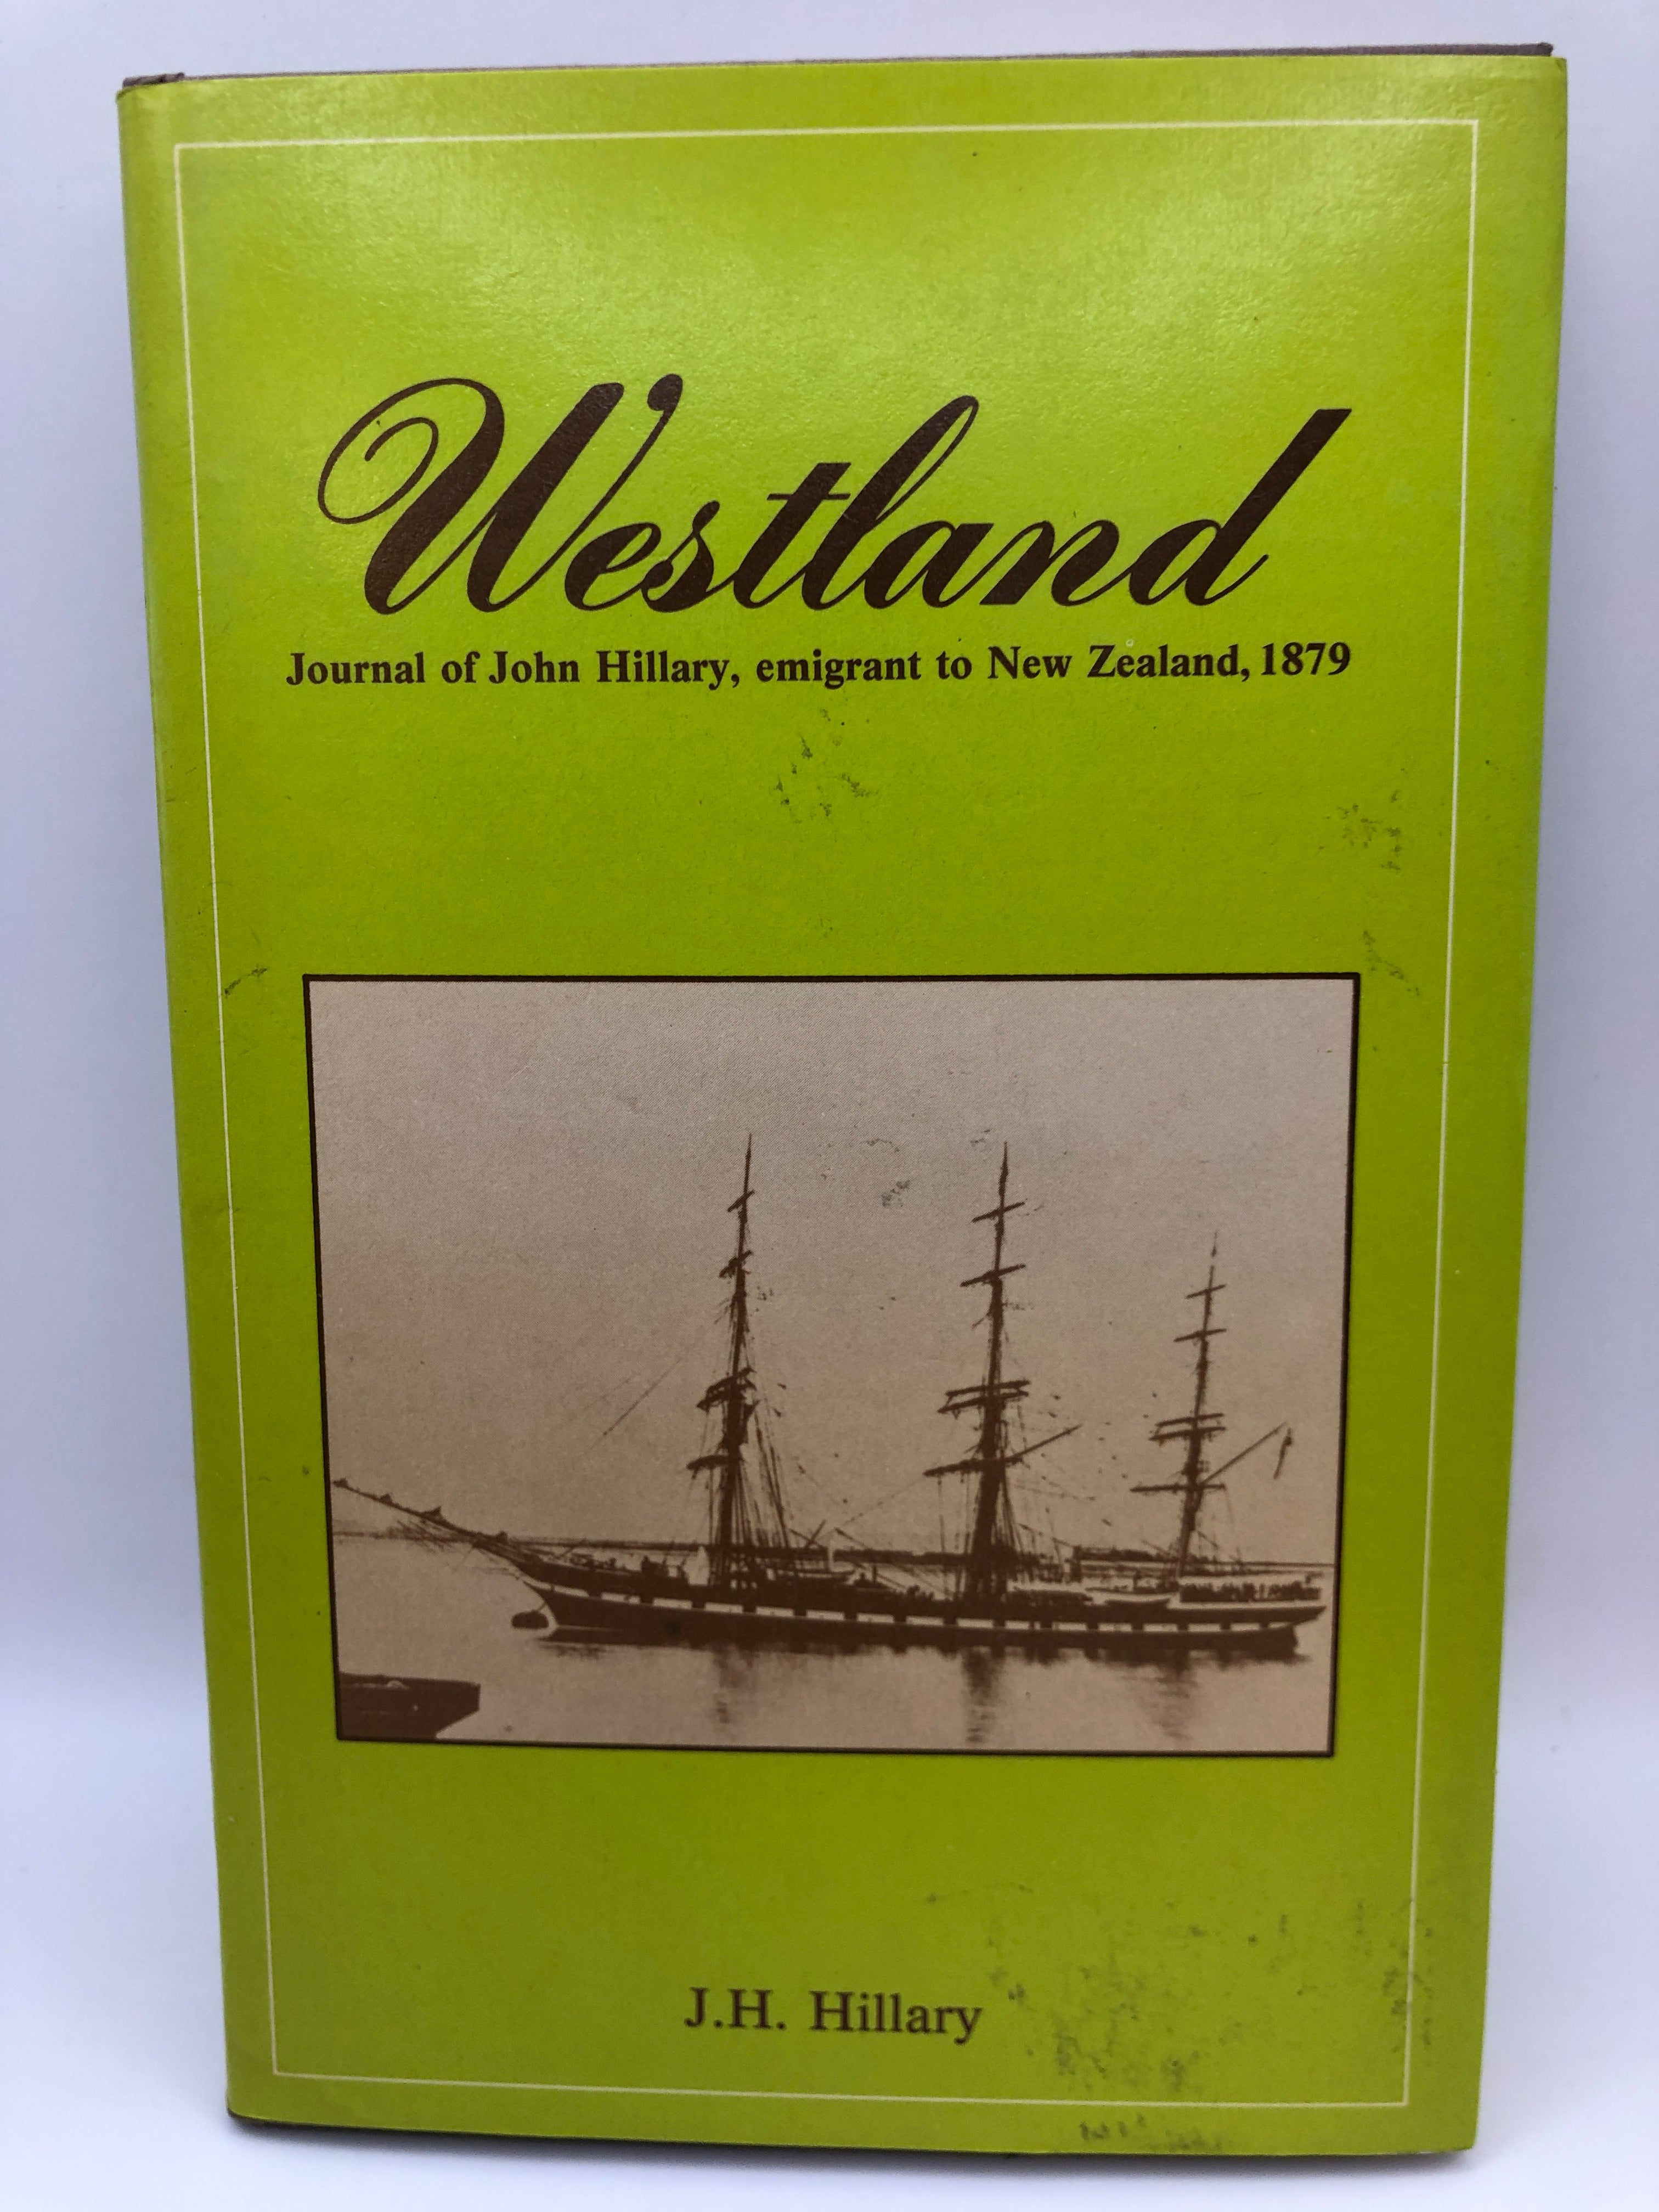 Westland
Journal of John Hillary, emigrant to New Zealand, 1879
J.H. Hillary